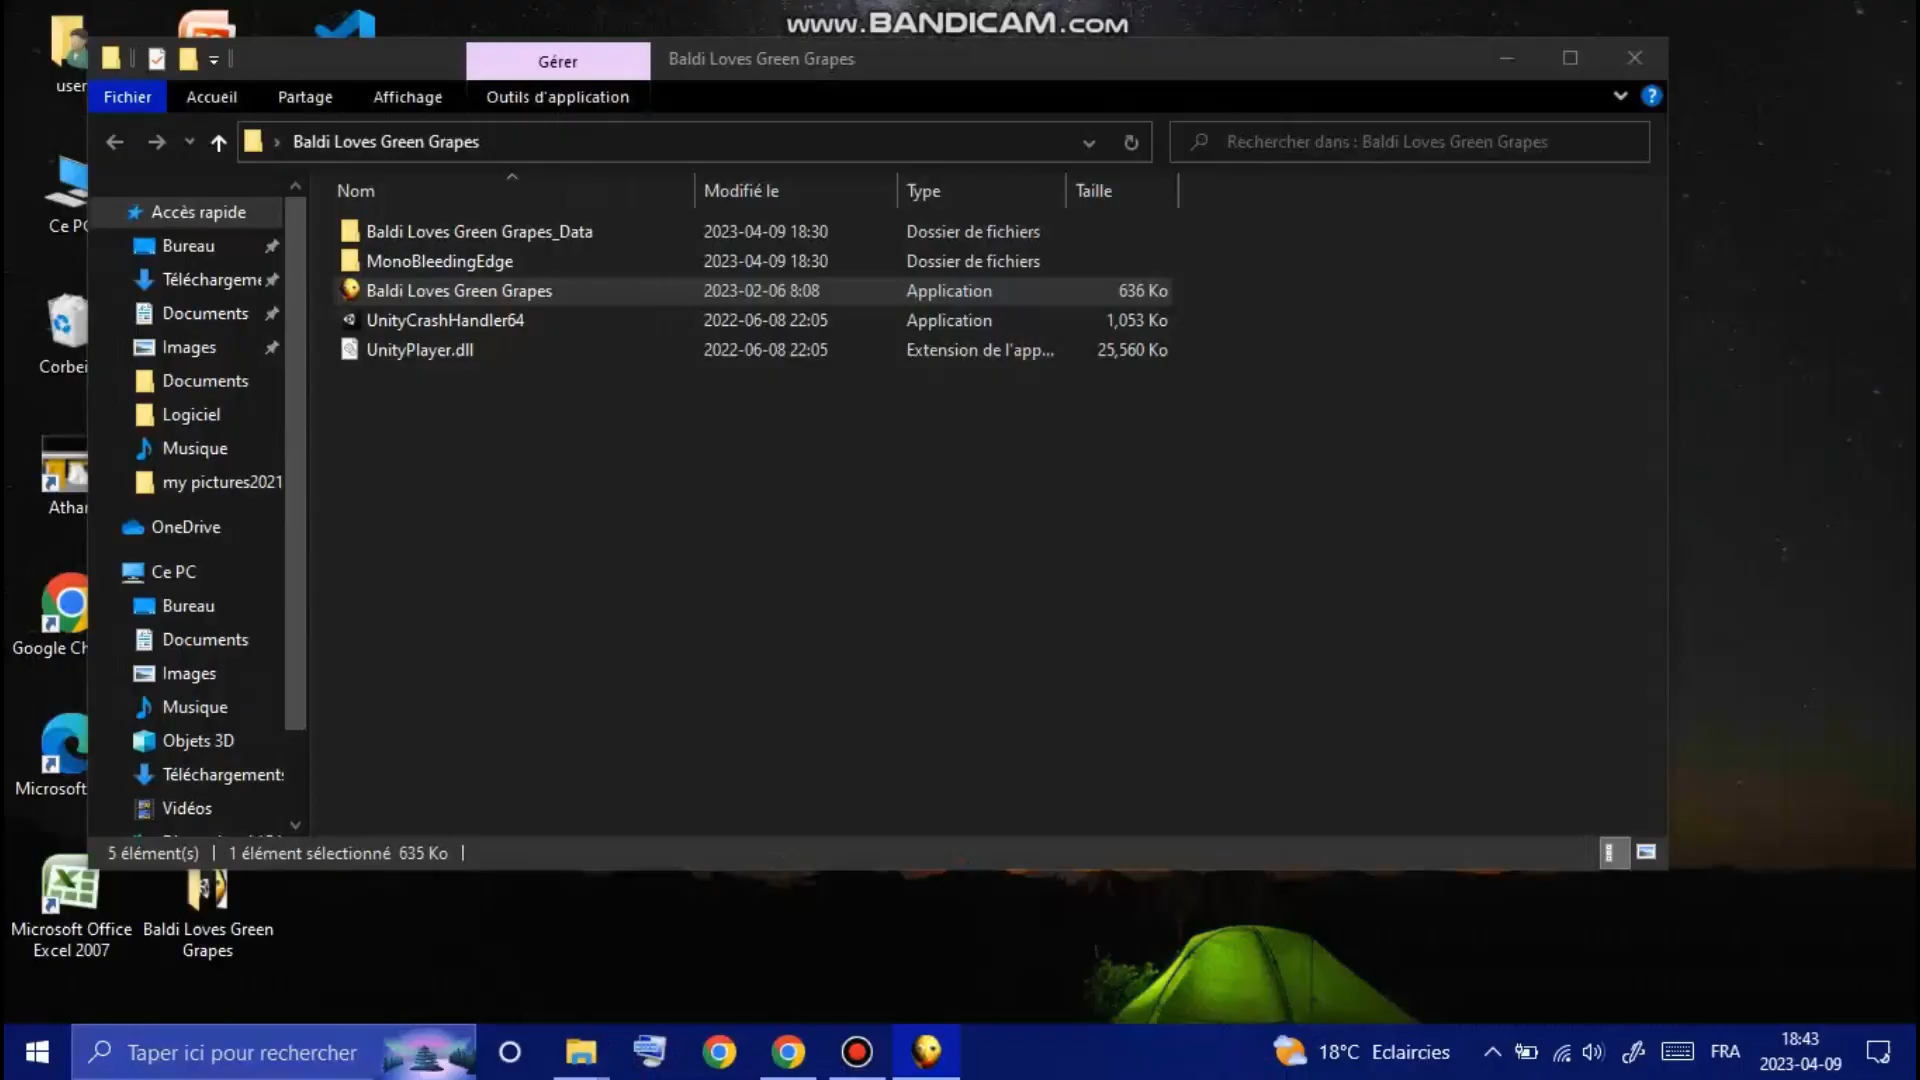 www.BANDICAM.com
Gérer
Baldi Loves Green Grapes
Fichier
Accueil
Partage
Affichage
Outils d'application
Baldi Loves Green Grapes
Rechercher dans : Baldi Loves Green Grapes
Nom
Modifié le
Type
Taille
Baldi Loves Green Grapes_Data 2023-04-09 18:30 Dossier de fichiers
MonoBleedingEdge 2023-04-09 18:30 Dossier de fichiers
Baldi Loves Green Grapes 2023-02-06 8:08 Application 636 Ko
UnityCrashHandler64 2022-06-08 22:05 Application 1,053 Ko
UnityPlayer.dll 2022-06-08 22:05 Extension de l'app... 25,560 Ko
Accès rapide
Bureau
Téléchargeme
Documents
Images
Documents
Logiciel
Musique
my pictures2021
OneDrive
Ce PC
Bureau
Documents
Images
Musique
Objets 3D
Téléchargements
Vidéos
5 élément(s)
1 élément sélectionné 635 Ko
user
Ce PC
Corbei
Athar
Google Ch
Microsoft
Microsoft Office
Excel 2007
Baldi Loves Green
Grapes
Taper ici pour rechercher
18°C Eclaircies
FRA
18:43
2023-04-09